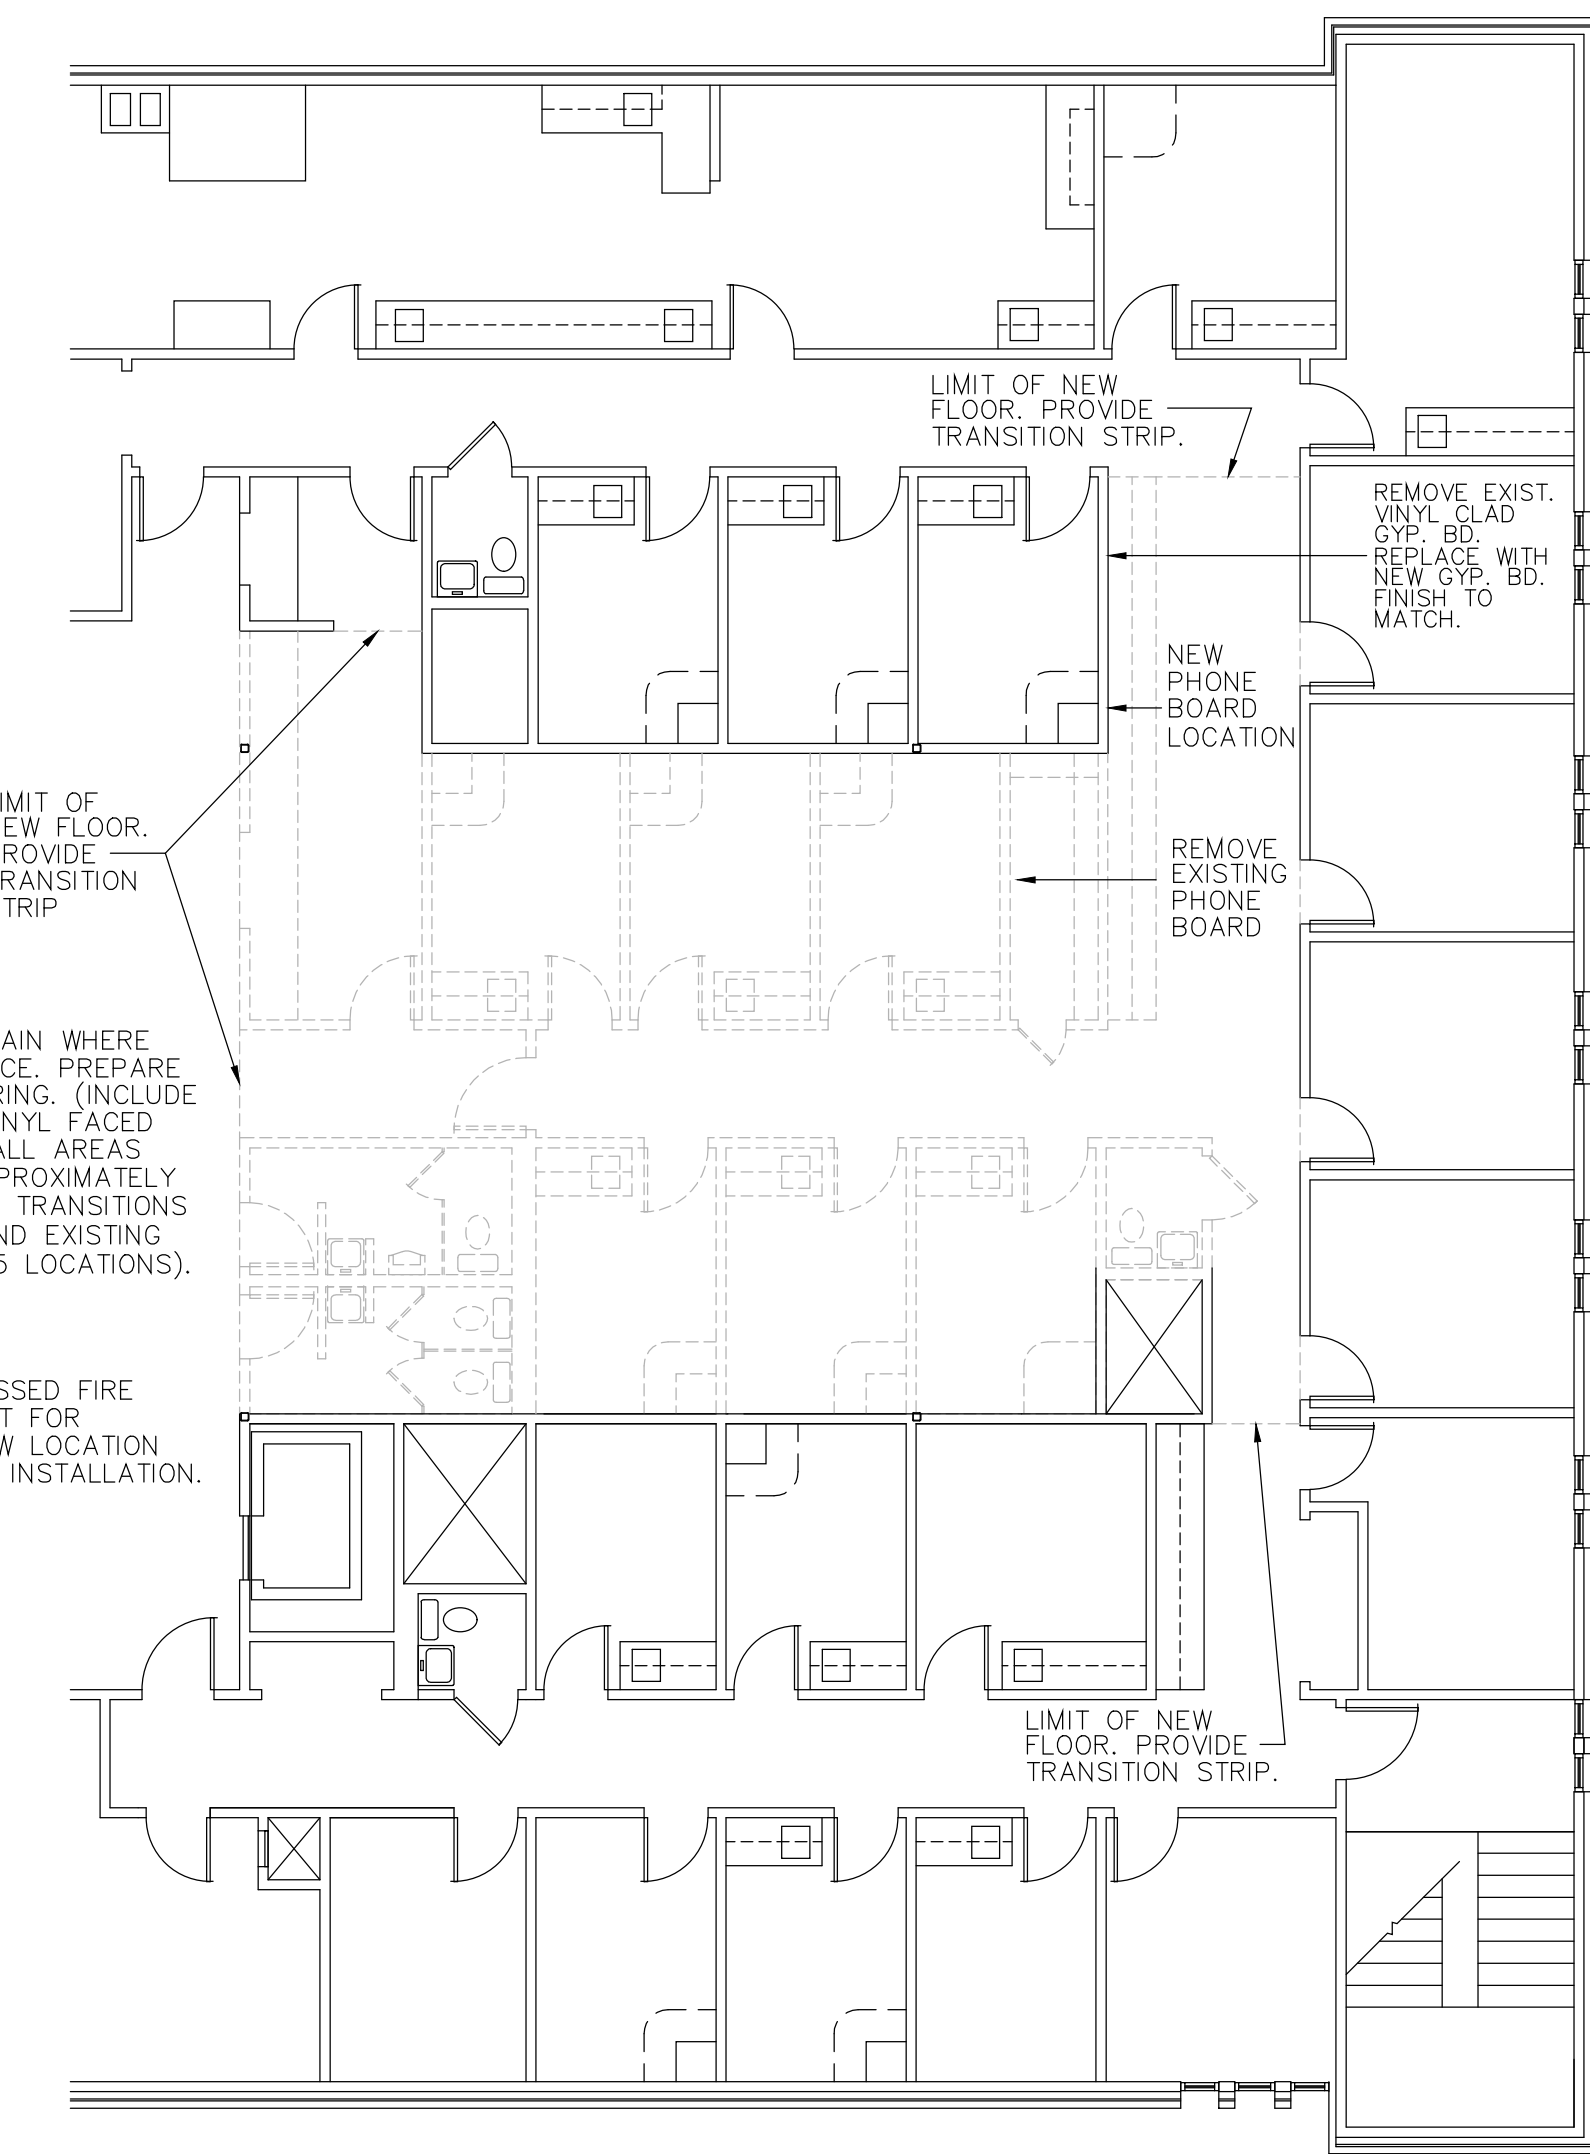 LIMIT OF NEW
FLOOR. PROVIDE
TRANSITION STRIP.
REMOVE EXIST.
VINYL CLAD
GYP. BD.
REPLACE WITH
NEW GYP. BD.
FINISH TO
MATCH.
NEW
PHONE
BOARD
LOCATION
IMIT OF
EW FLOOR.
ROVIDE
RANSITION
TRIP
REMOVE
EXISTING
PHONE
BOARD
AIN WHERE
CE. PREPARE
RING. (INCLUDE
NYL FACED
ALL AREAS
PROXIMATELY
TRANSITIONS
ND EXISTING
5 LOCATIONS).
SSED FIRE
T FOR
W LOCATION
INSTALLATION.
LIMIT OF NEW
FLOOR. PROVIDE
TRANSITION STRIP.